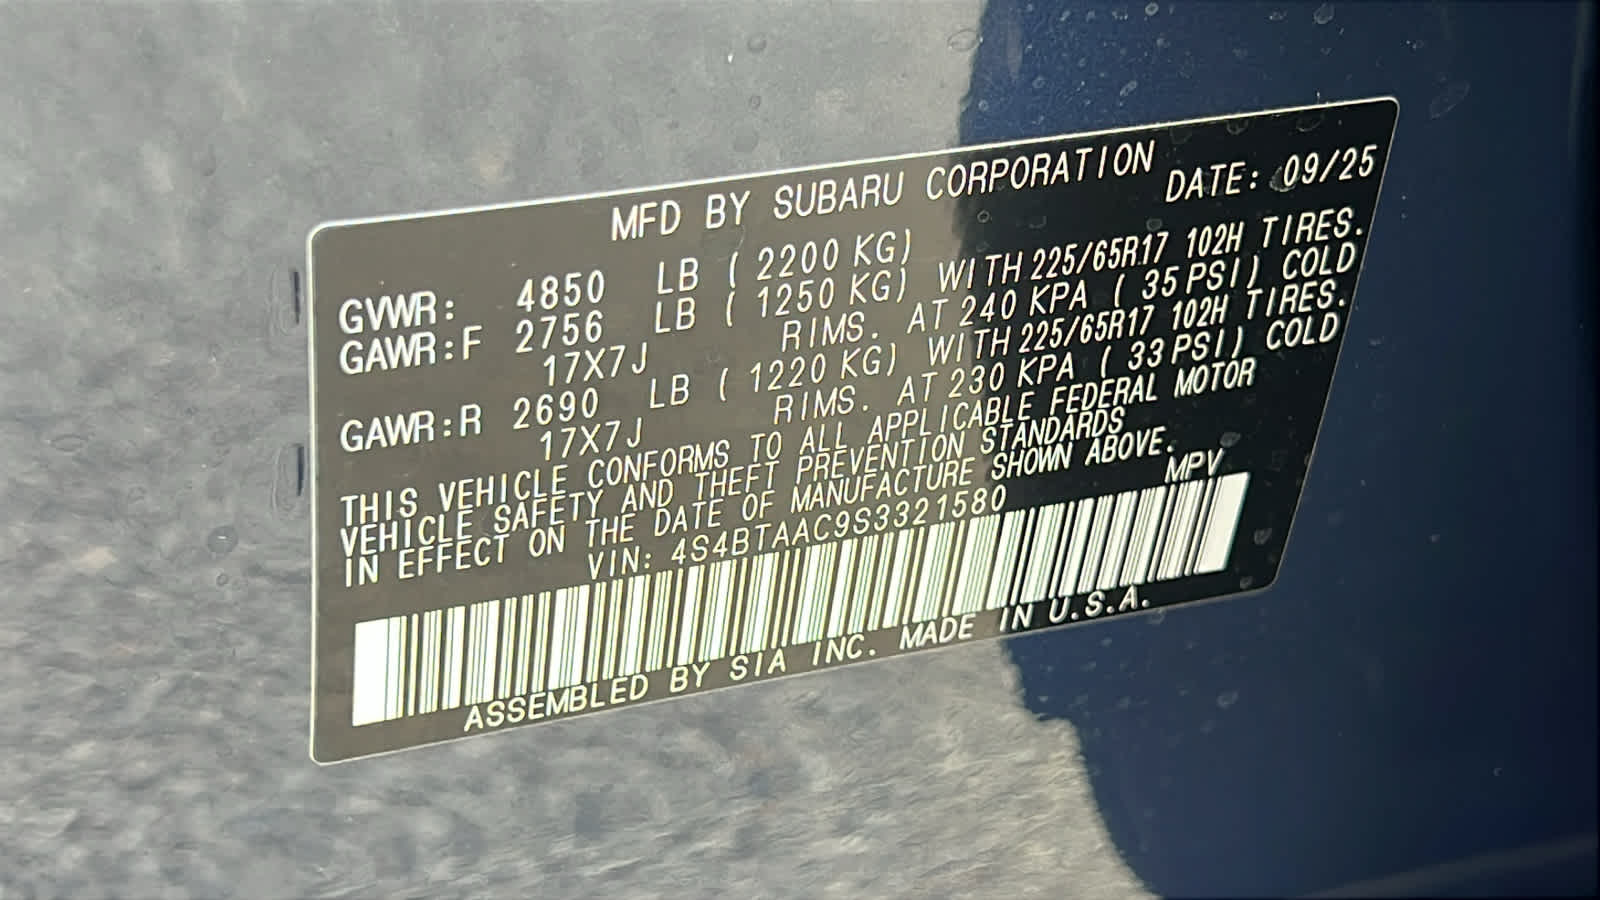 MFD BY SUBARU CORPORATION
DATE: 09/25
GVWR: 4850 LB ( 2200 KG)
GAWR:F 2756 LB ( 1250 KG) WITH 225/65R17 102H TIRES.
17X7J RIMS. AT 240 KPA ( 35 PSI) COLD
GAWR:R 2690 LB ( 1220 KG) WITH 225/65R17 102H TIRES.
17X7J RIMS. AT 230 KPA ( 33 PSI) COLD
THIS VEHICLE CONFORMS TO ALL APPLICABLE FEDERAL MOTOR
VEHICLE SAFETY AND THEFT PREVENTION STANDARDS
IN EFFECT ON THE DATE OF MANUFACTURE SHOWN ABOVE.
VIN: 4S4BTAAC9S3321580 MPV
ASSEMBLED BY SIA INC. MADE IN U.S.A.